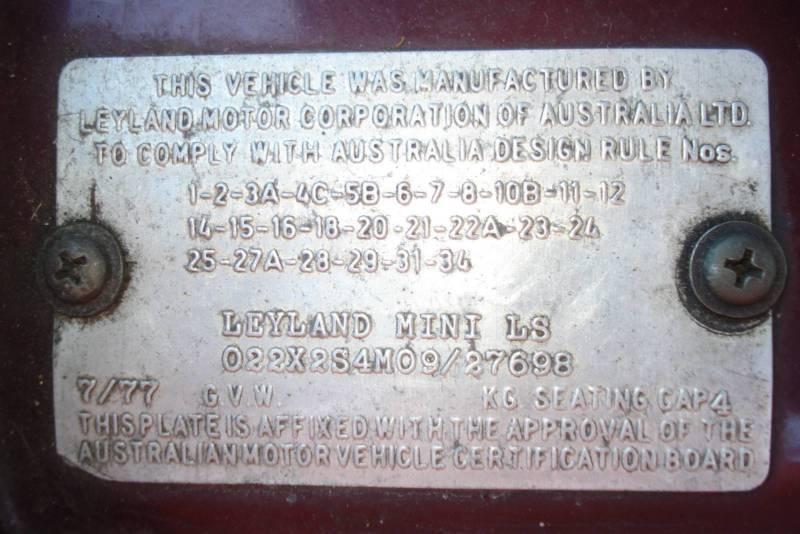 THIS VEHICLE WAS MANUFACTURED BY
LEYLAND MOTOR CORPORATION OF AUSTRALIA LTD.
TO COMPLY WITH AUSTRALIA DESIGN RULE Nos.
1-2-3A-4C-5B-6-7-8-10B-11-12
14-15-16-18-20-21-22A-23-24
25-27A-28-29-31-34
LEYLAND MINI LS
022X2S4M09/27698
7/77 G.V.W. KG SEATING CAP4
THIS PLATE IS AFFIXED WITH THE APPROVAL OF THE
AUSTRALIAN MOTOR VEHICLE CERTIFICATION BOARD